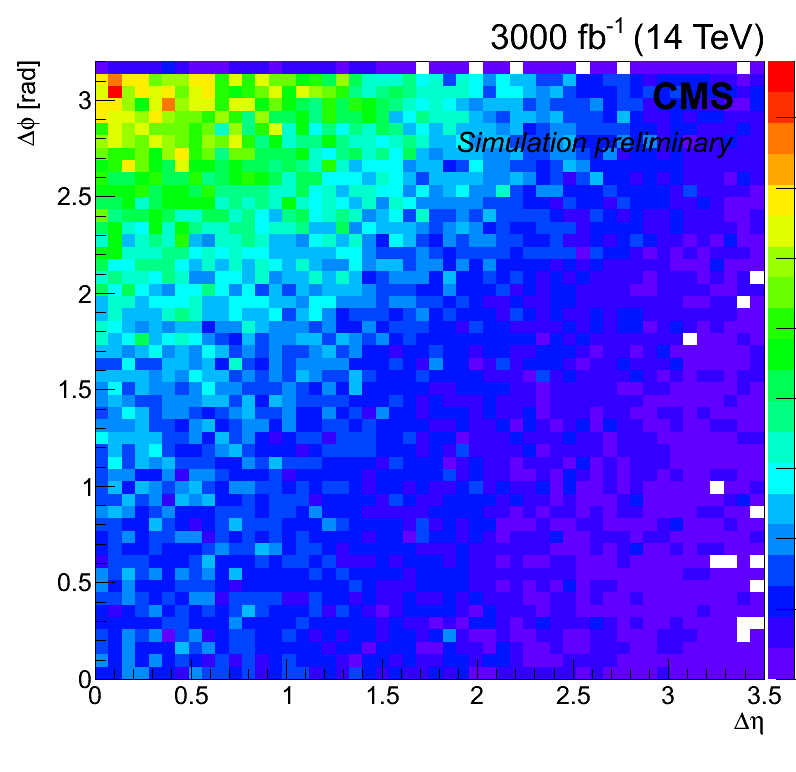 3000 fb⁻¹ (14 TeV)
CMS
Simulation preliminary
Δϕ [rad]
3
2.5
2
1.5
1
0.5
0
0 0.5 1 1.5 2 2.5 3 3.5
Δη